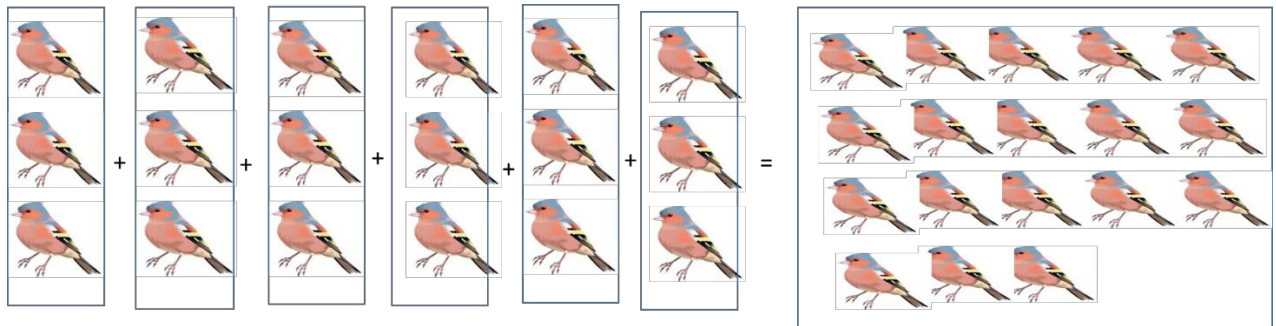 + + + + + =